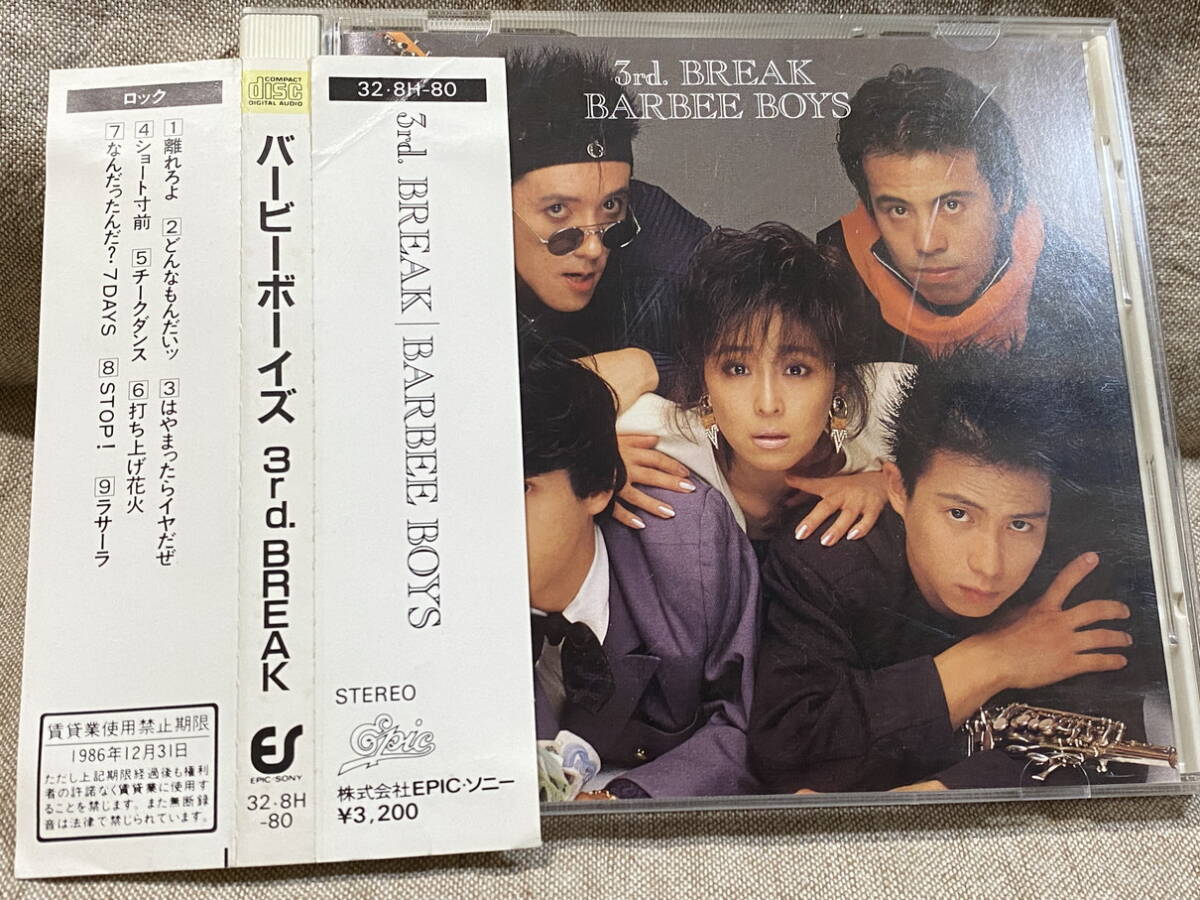 ロック
1離れろよ 2どんなもんだいッ 3はやまったらイヤだぜ
4ショート寸前 5チークダンス 6打ち上げ花火
7なんだったんだ?7DAYS 8STOP! 9ラサーラ
賃貸業使用禁止期限
1986年12月31日
ただし上記期限経過後も権利
者の許諾なく賃貸業に使用す
ることを禁じます。また無断録
音は法律で禁じられています。
COMPACT
disc
DIGITAL AUDIO
バービーボーイズ 3rd. BREAK
ES
EPIC/SONY
32・8H
-80
32・8H-80
3rd. BREAK | BARBEE BOYS
STEREO
Epic
株式会社EPIC・ソニー
¥3,200
3rd. BREAK
BARBEE BOYS